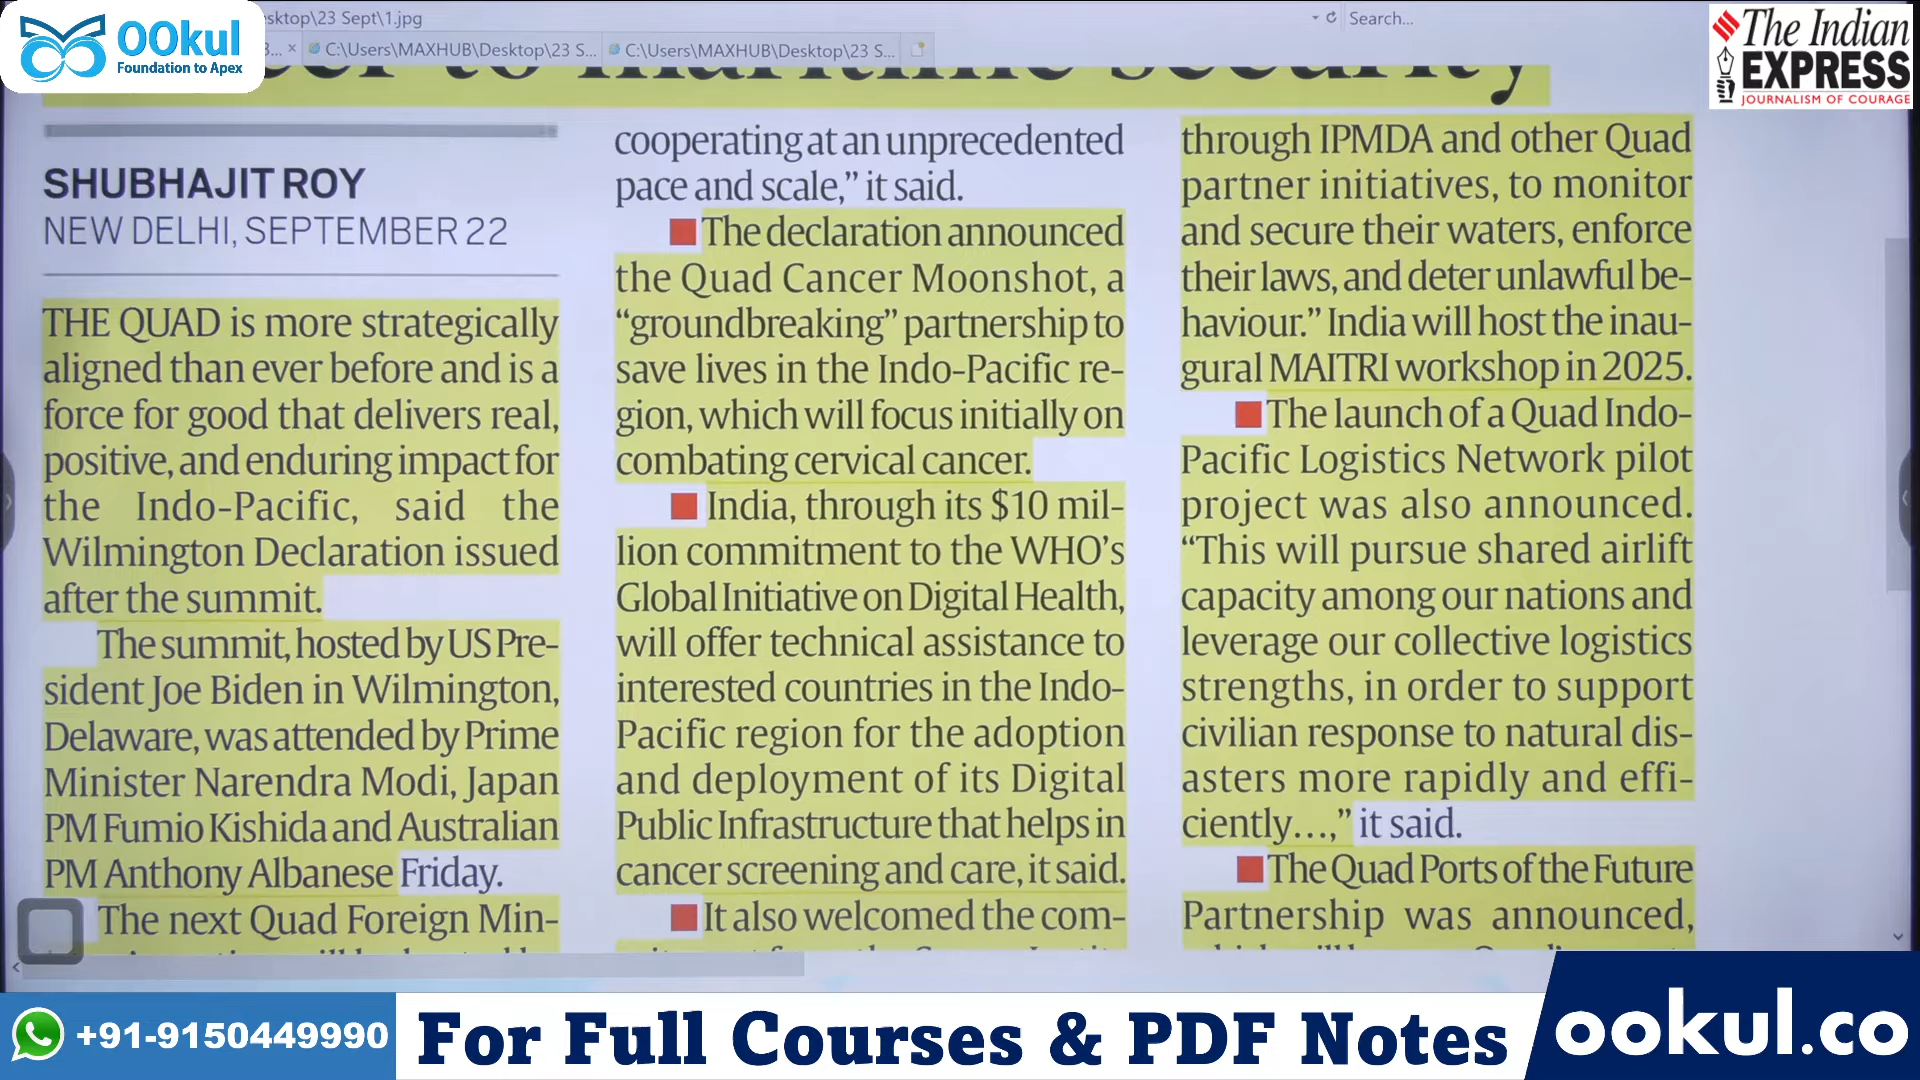 OOkul
Foundation to Apex
sktop\23 Sept\1.jpg
Search...
3...
C:\Users\MAXHUB\Desktop\23 S...
C:\Users\MAXHUB\Desktop\23 S...
The Indian
EXPRESS
JOURNALISM OF COURAGE
to maritime security
SHUBHAJIT ROY
NEW DELHI, SEPTEMBER 22
THE QUAD is more strategically
aligned than ever before and is a
force for good that delivers real,
positive, and enduring impact for
the Indo-Pacific, said the
Wilmington Declaration issued
after the summit.
The summit, hosted by US Pre-
sident Joe Biden in Wilmington,
Delaware, was attended by Prime
Minister Narendra Modi, Japan
PM Fumio Kishida and Australian
PM Anthony Albanese Friday.
The next Quad Foreign Min-
cooperating at an unprecedented
pace and scale,” it said.
The declaration announced
the Quad Cancer Moonshot, a
“groundbreaking” partnership to
save lives in the Indo-Pacific re-
gion, which will focus initially on
combating cervical cancer.
India, through its $10 mil-
lion commitment to the WHO’s
Global Initiative on Digital Health,
will offer technical assistance to
interested countries in the Indo-
Pacific region for the adoption
and deployment of its Digital
Public Infrastructure that helps in
cancer screening and care, it said.
It also welcomed the com-
through IPMDA and other Quad
partner initiatives, to monitor
and secure their waters, enforce
their laws, and deter unlawful be-
haviour.” India will host the inau-
gural MAITRI workshop in 2025.
The launch of a Quad Indo-
Pacific Logistics Network pilot
project was also announced.
“This will pursue shared airlift
capacity among our nations and
leverage our collective logistics
strengths, in order to support
civilian response to natural dis-
asters more rapidly and effi-
ciently...,” it said.
The Quad Ports of the Future
Partnership was announced,
+91-9150449990
For Full Courses & PDF Notes
ookul.co